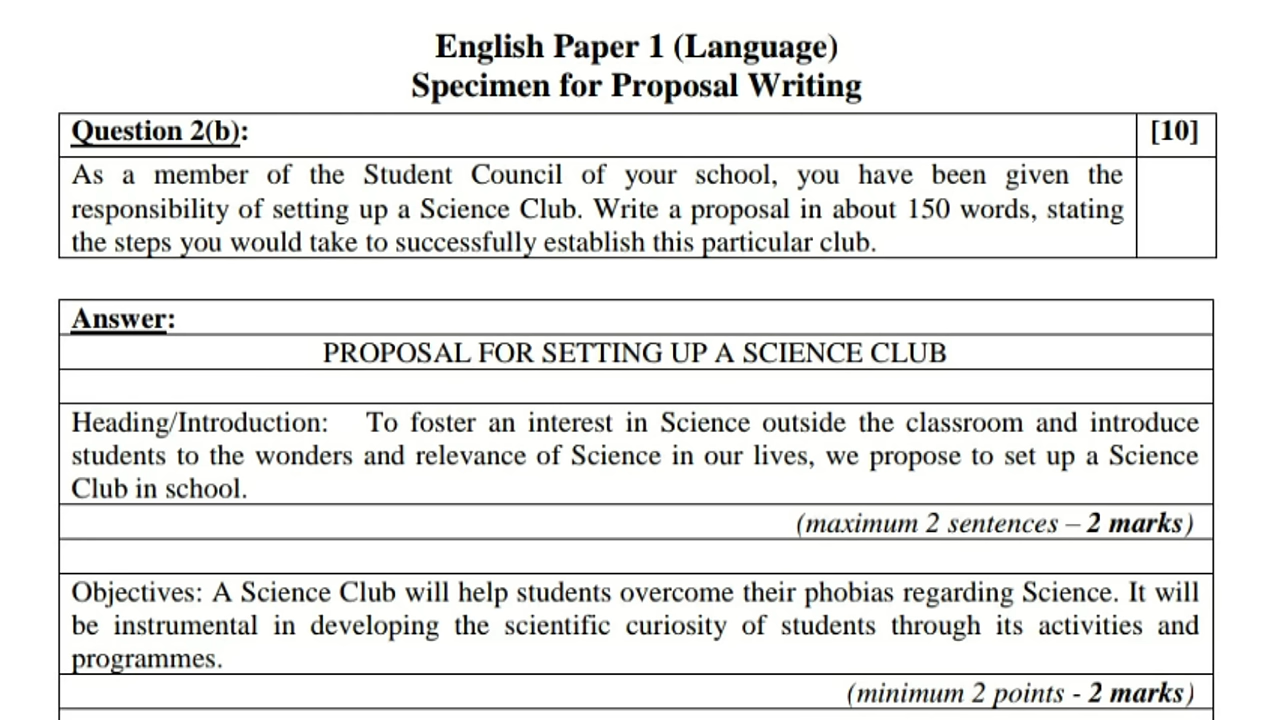 English Paper 1 (Language)
Specimen for Proposal Writing
Question 2(b): [10]
As a member of the Student Council of your school, you have been given the
responsibility of setting up a Science Club. Write a proposal in about 150 words, stating
the steps you would take to successfully establish this particular club.
Answer:
PROPOSAL FOR SETTING UP A SCIENCE CLUB
Heading/Introduction: To foster an interest in Science outside the classroom and introduce
students to the wonders and relevance of Science in our lives, we propose to set up a Science
Club in school.
(maximum 2 sentences – 2 marks)
Objectives: A Science Club will help students overcome their phobias regarding Science. It will
be instrumental in developing the scientific curiosity of students through its activities and
programmes.
(minimum 2 points - 2 marks)